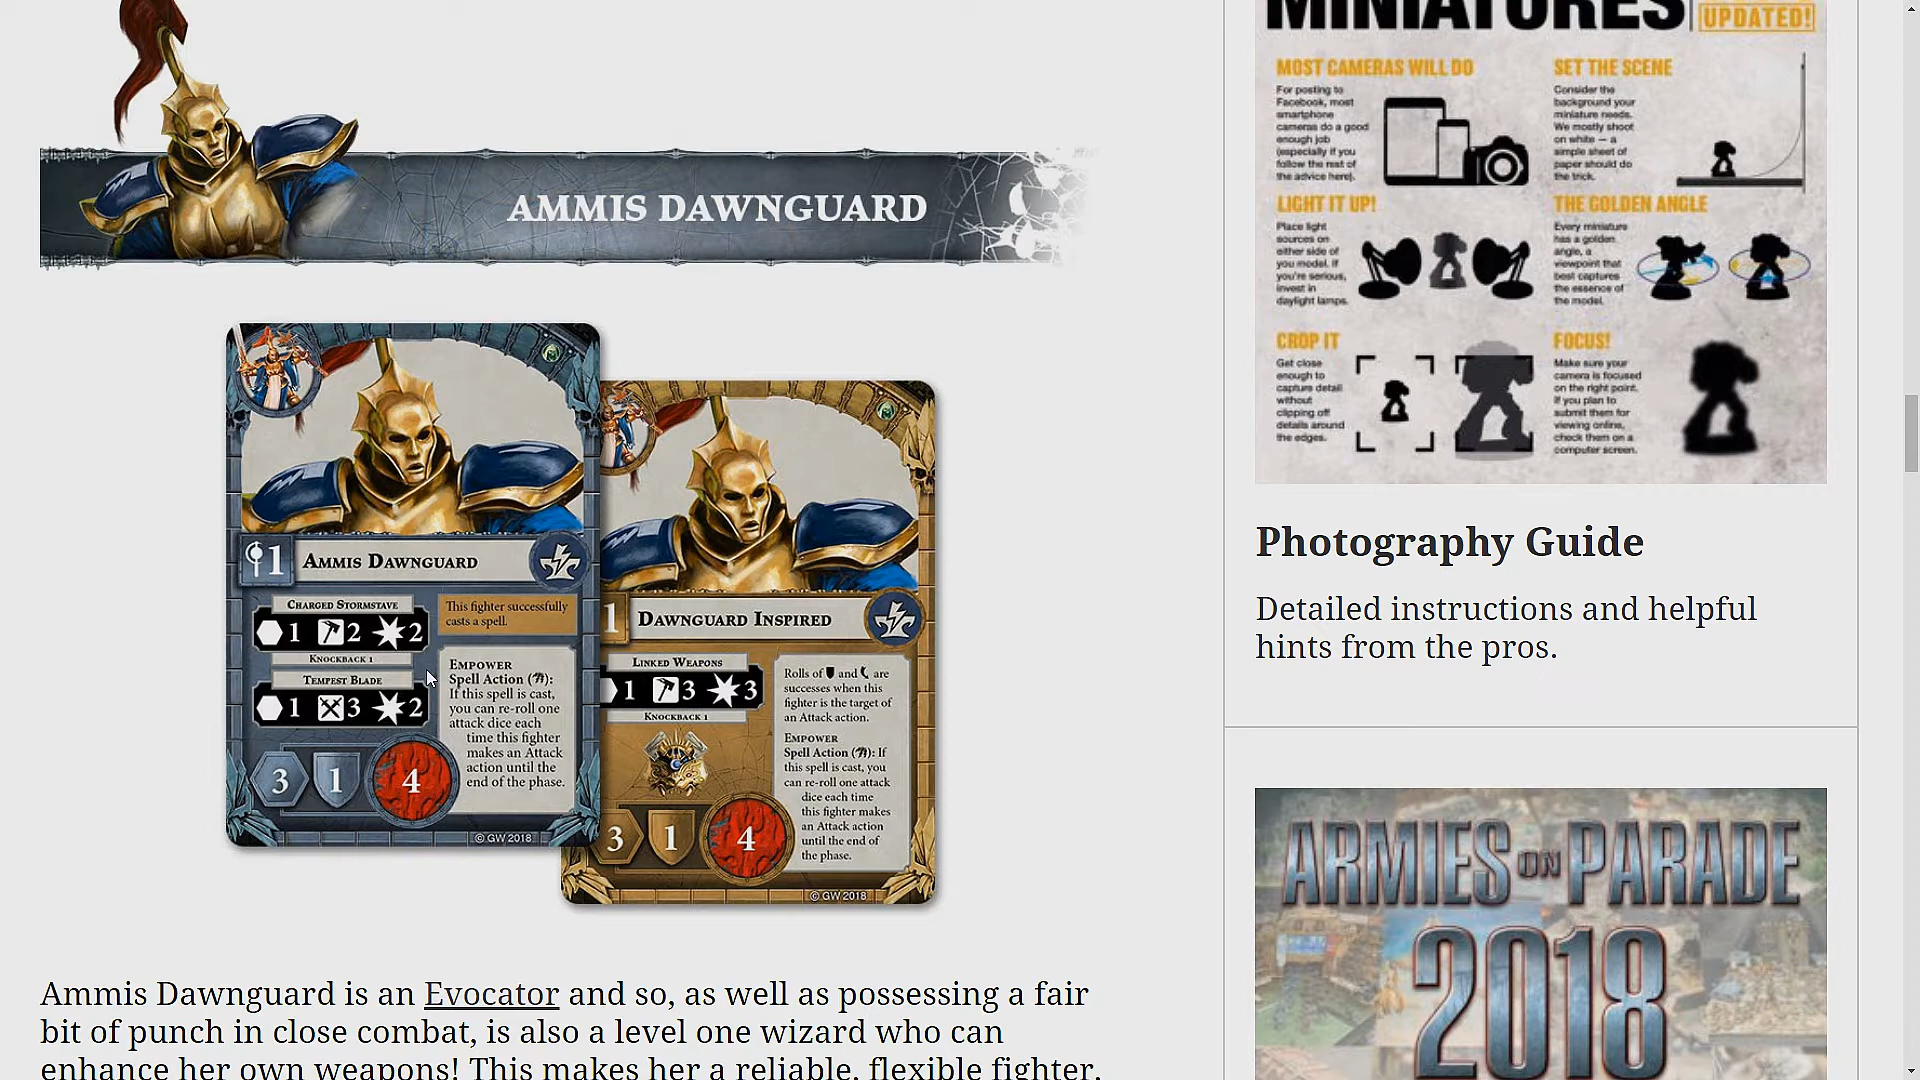 AMMIS DAWNGUARD
1
AMMIS DAWNGUARD
CHARGED STORMSTAVE
1 2 2
KNOCKBACK 1
TEMPEST BLADE
1 3 2
This fighter successfully
casts a spell.
EMPOWER
Spell Action ( ):
If this spell is cast,
you can re-roll one
attack dice each
time this fighter
makes an Attack
action until the
end of the phase.
3 1 4
© GW 2018
1
DAWNGUARD INSPIRED
LINKED WEAPONS
1 3 3
KNOCKBACK 1
Rolls of and are
successes when this
fighter is the target of
an Attack action.
EMPOWER
Spell Action ( ): If
this spell is cast, you
can re-roll one attack
dice each time
this fighter makes
an Attack action
until the end of
the phase.
3 1 4
© GW 2018
Ammis Dawnguard is an Evocator and so, as well as possessing a fair
bit of punch in close combat, is also a level one wizard who can
enhance her own weapons! This makes her a reliable, flexible fighter,
MINIATURES
UPDATED!
MOST CAMERAS WILL DO
For posting to
Facebook, most
smartphone
cameras do a good
enough job
(especially if you
follow the rest of
the advice here).
SET THE SCENE
Consider the
background your
miniature needs.
We mostly shoot
on white – a
simple sheet of
paper should do
the trick.
LIGHT IT UP!
Place light
sources on
either side of
you model. If
you're serious,
invest in
daylight lamps.
THE GOLDEN ANGLE
Every miniature
has a golden
angle, a
viewpoint that
best captures
the essence of
the model.
CROP IT
Get close
enough to
capture detail
without
clipping off
details around
the edges.
FOCUS!
Make sure your
camera is focused
on the right point.
If you plan to
submit them for
viewing online,
check them on a
computer screen.
Photography Guide
Detailed instructions and helpful
hints from the pros.
ARMIES ON PARADE
2018